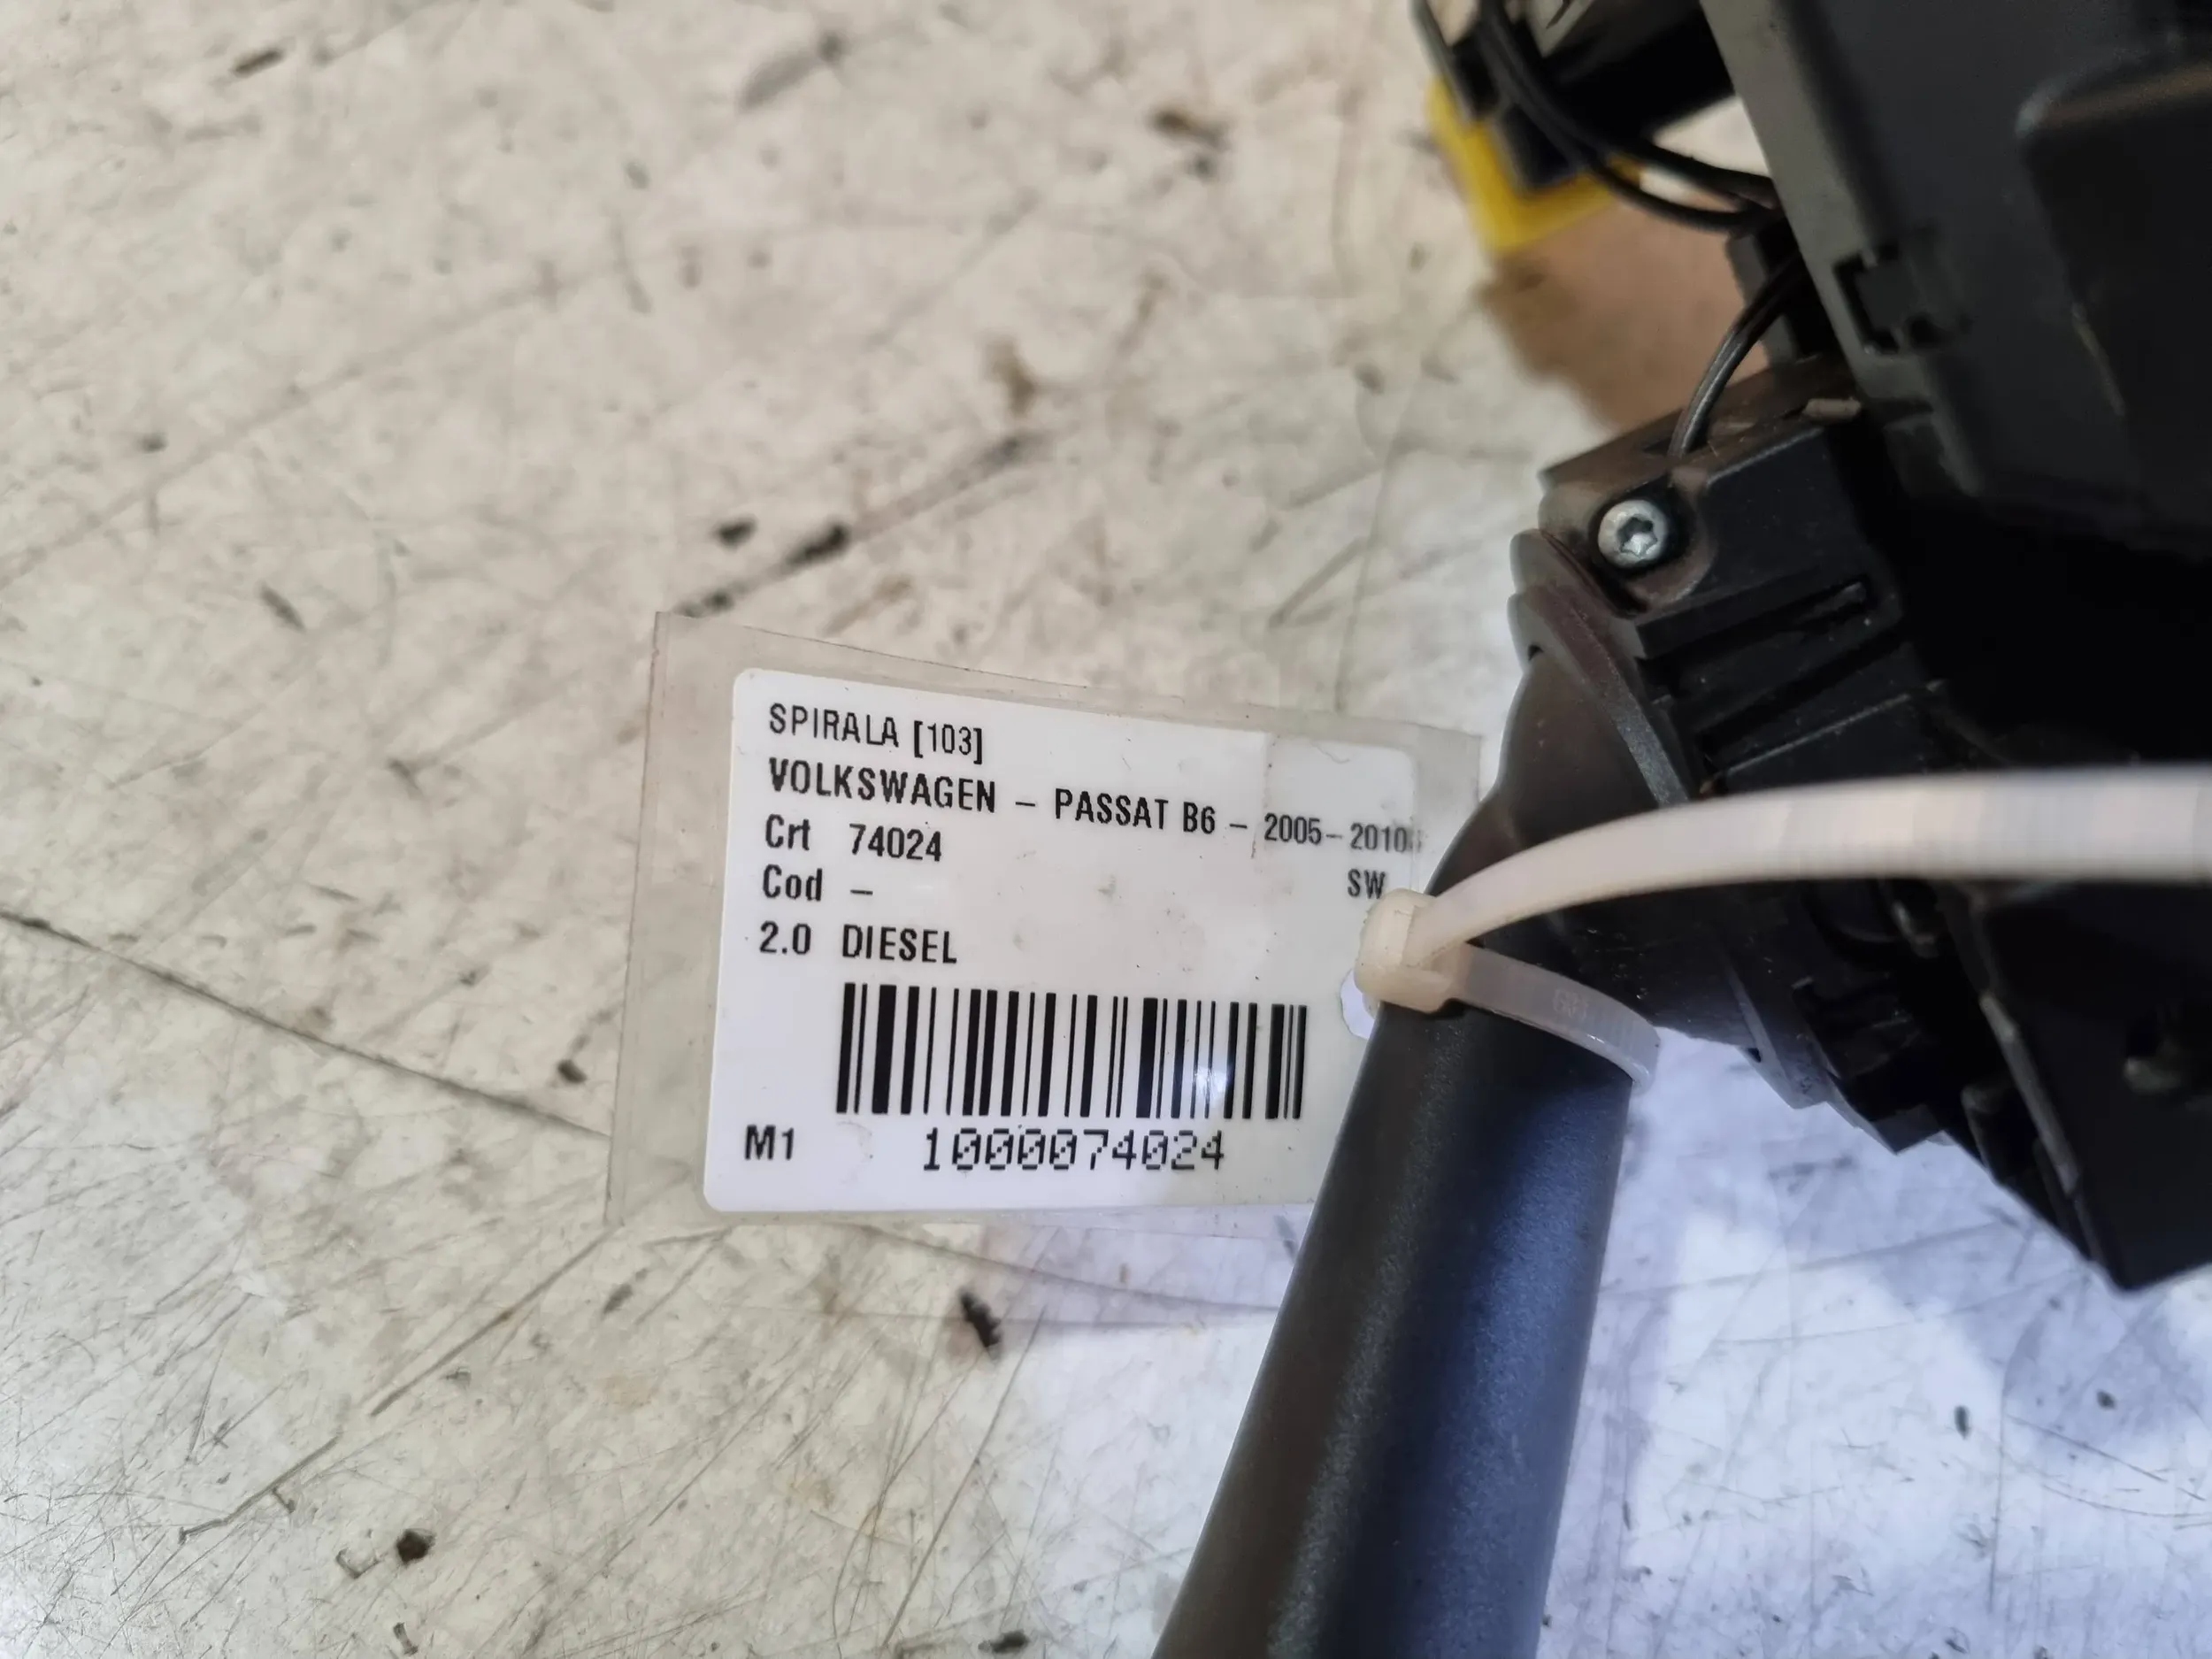 SPIRALA [103]
VOLKSWAGEN - PASSAT B6 - 2005-2010
Crt 74024
Cod - SW
2.0 DIESEL
M1 1000074024